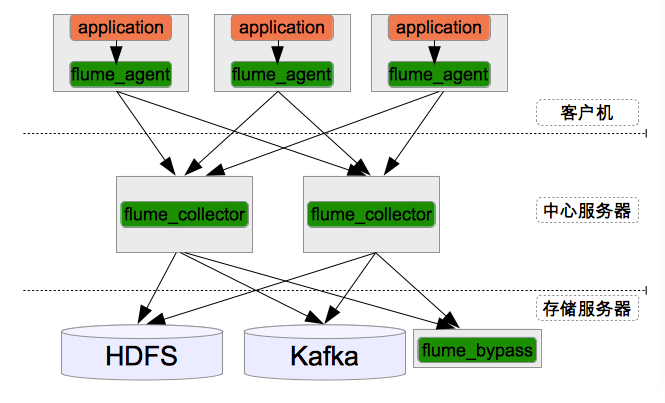 application
application
application
flume_agent
flume_agent
flume_agent
客户机
flume_collector
flume_collector
中心服务器
存储服务器
HDFS
Kafka
flume_bypass